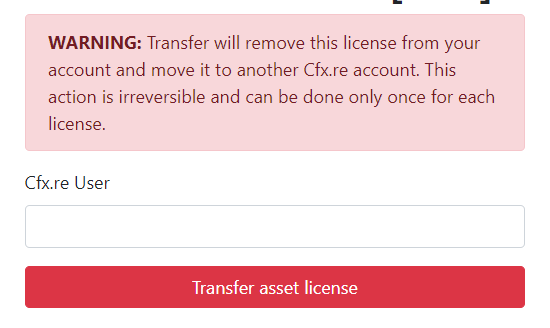 WARNING: Transfer will remove this license from your
account and move it to another Cfx.re account. This
action is irreversible and can be done only once for each
license.
Cfx.re User
Transfer asset license